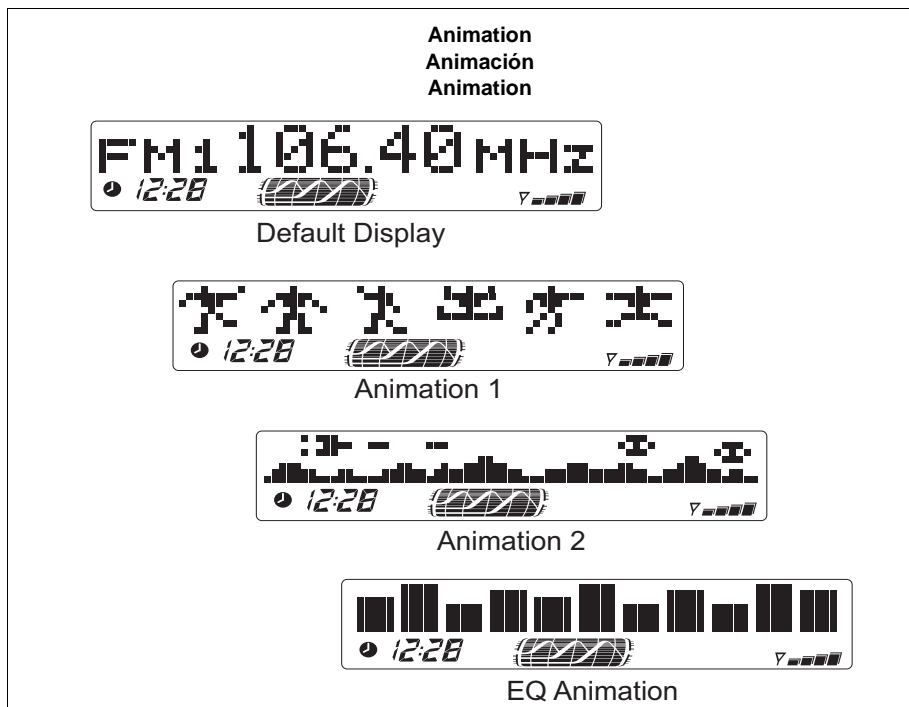 Animation
Animación
Animation
FM1 106.40 MHz
12:28
Default Display
12:28
Animation 1
12:28
Animation 2
12:28
EQ Animation